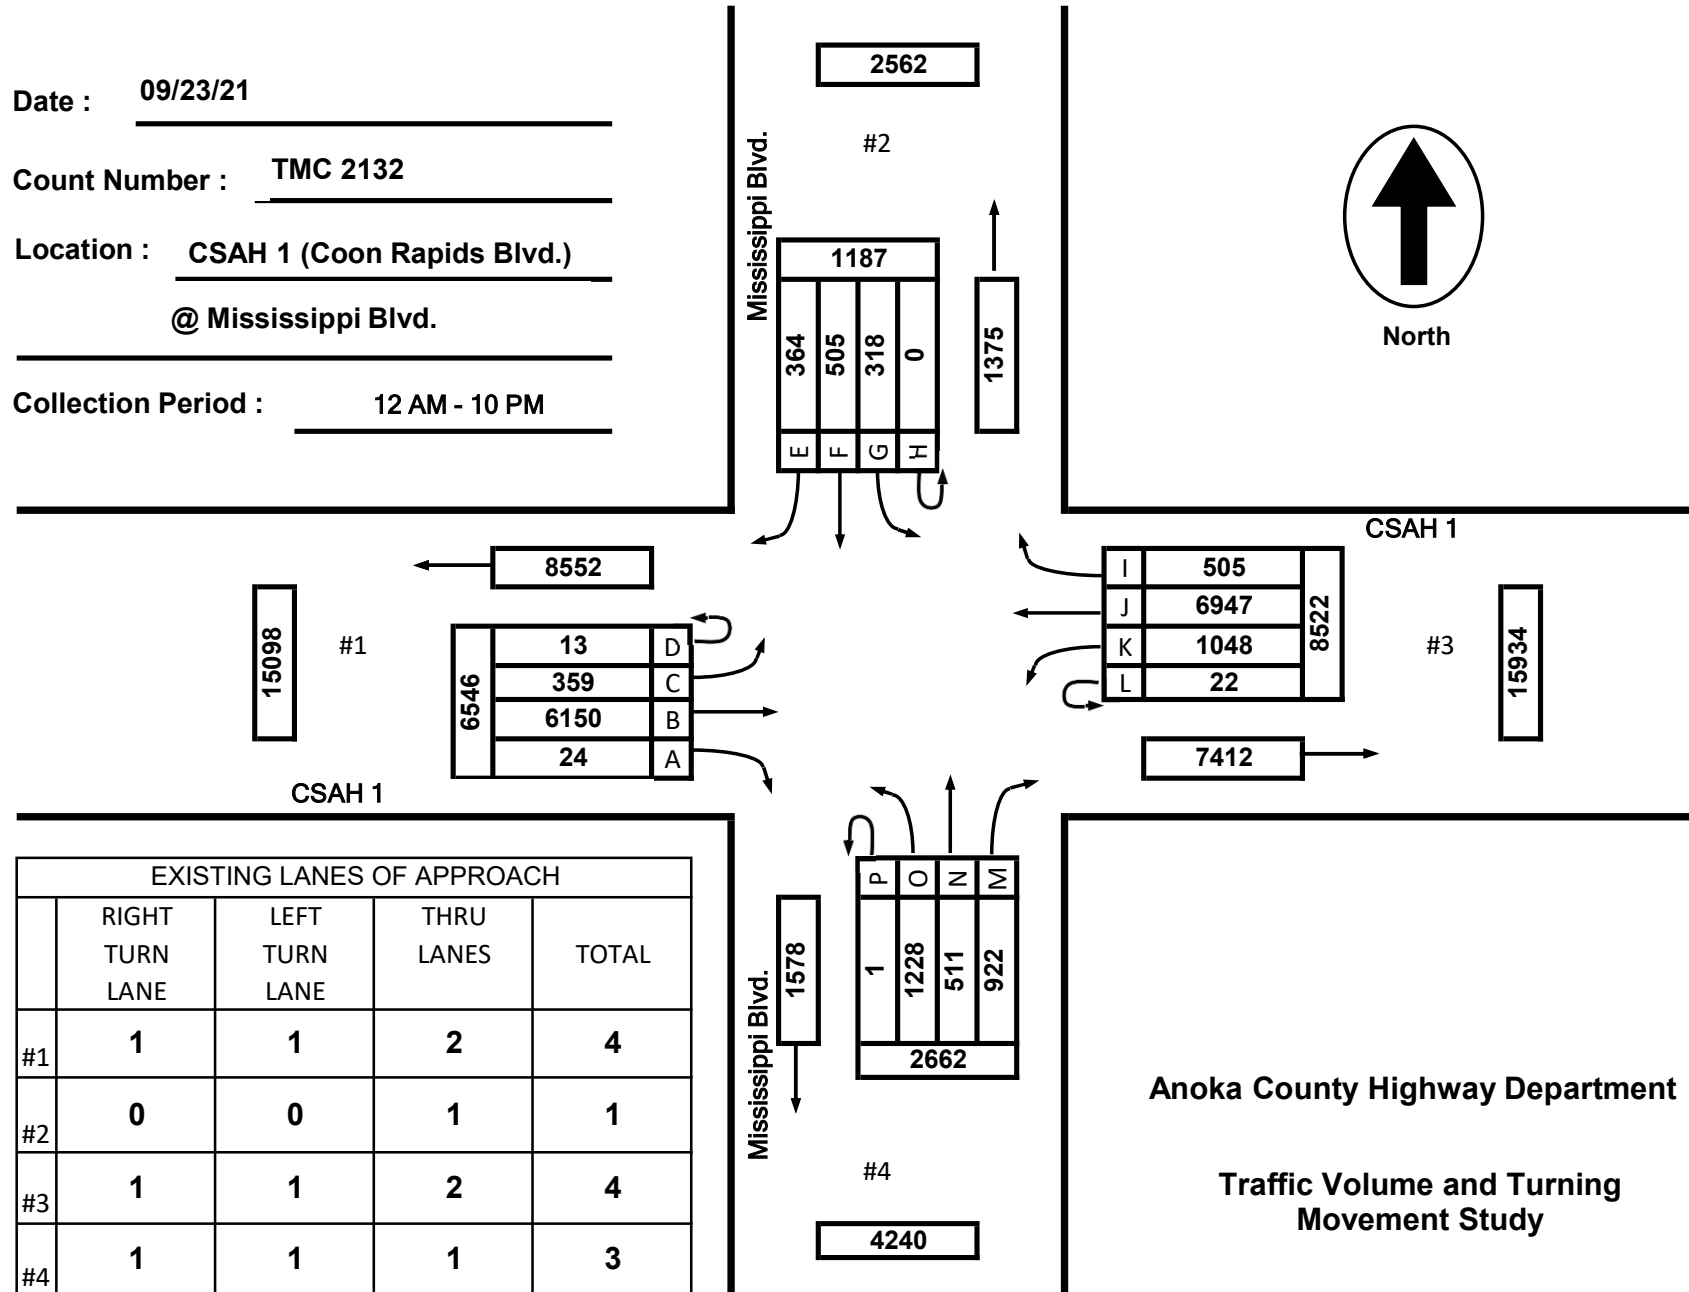 Date : 09/23/21
Count Number : TMC 2132
Location : CSAH 1 (Coon Rapids Blvd.)
@ Mississippi Blvd.
Collection Period : 12 AM - 10 PM
2562
#2
Mississippi Blvd.
1187
364 505 318 0
E F G H
1375
North
CSAH 1
8552
15098
#1
6546
13 D
359 C
6150 B
24 A
CSAH 1
I 505
J 6947
K 1048
L 22
8522
#3
15934
7412
P O N M
1 1228 511 922
2662
1578
Mississippi Blvd.
#4
4240
EXISTING LANES OF APPROACH
RIGHT TURN LANE
LEFT TURN LANE
THRU LANES
TOTAL
#1 1 1 2 4
#2 0 0 1 1
#3 1 1 2 4
#4 1 1 1 3
Anoka County Highway Department
Traffic Volume and Turning
Movement Study